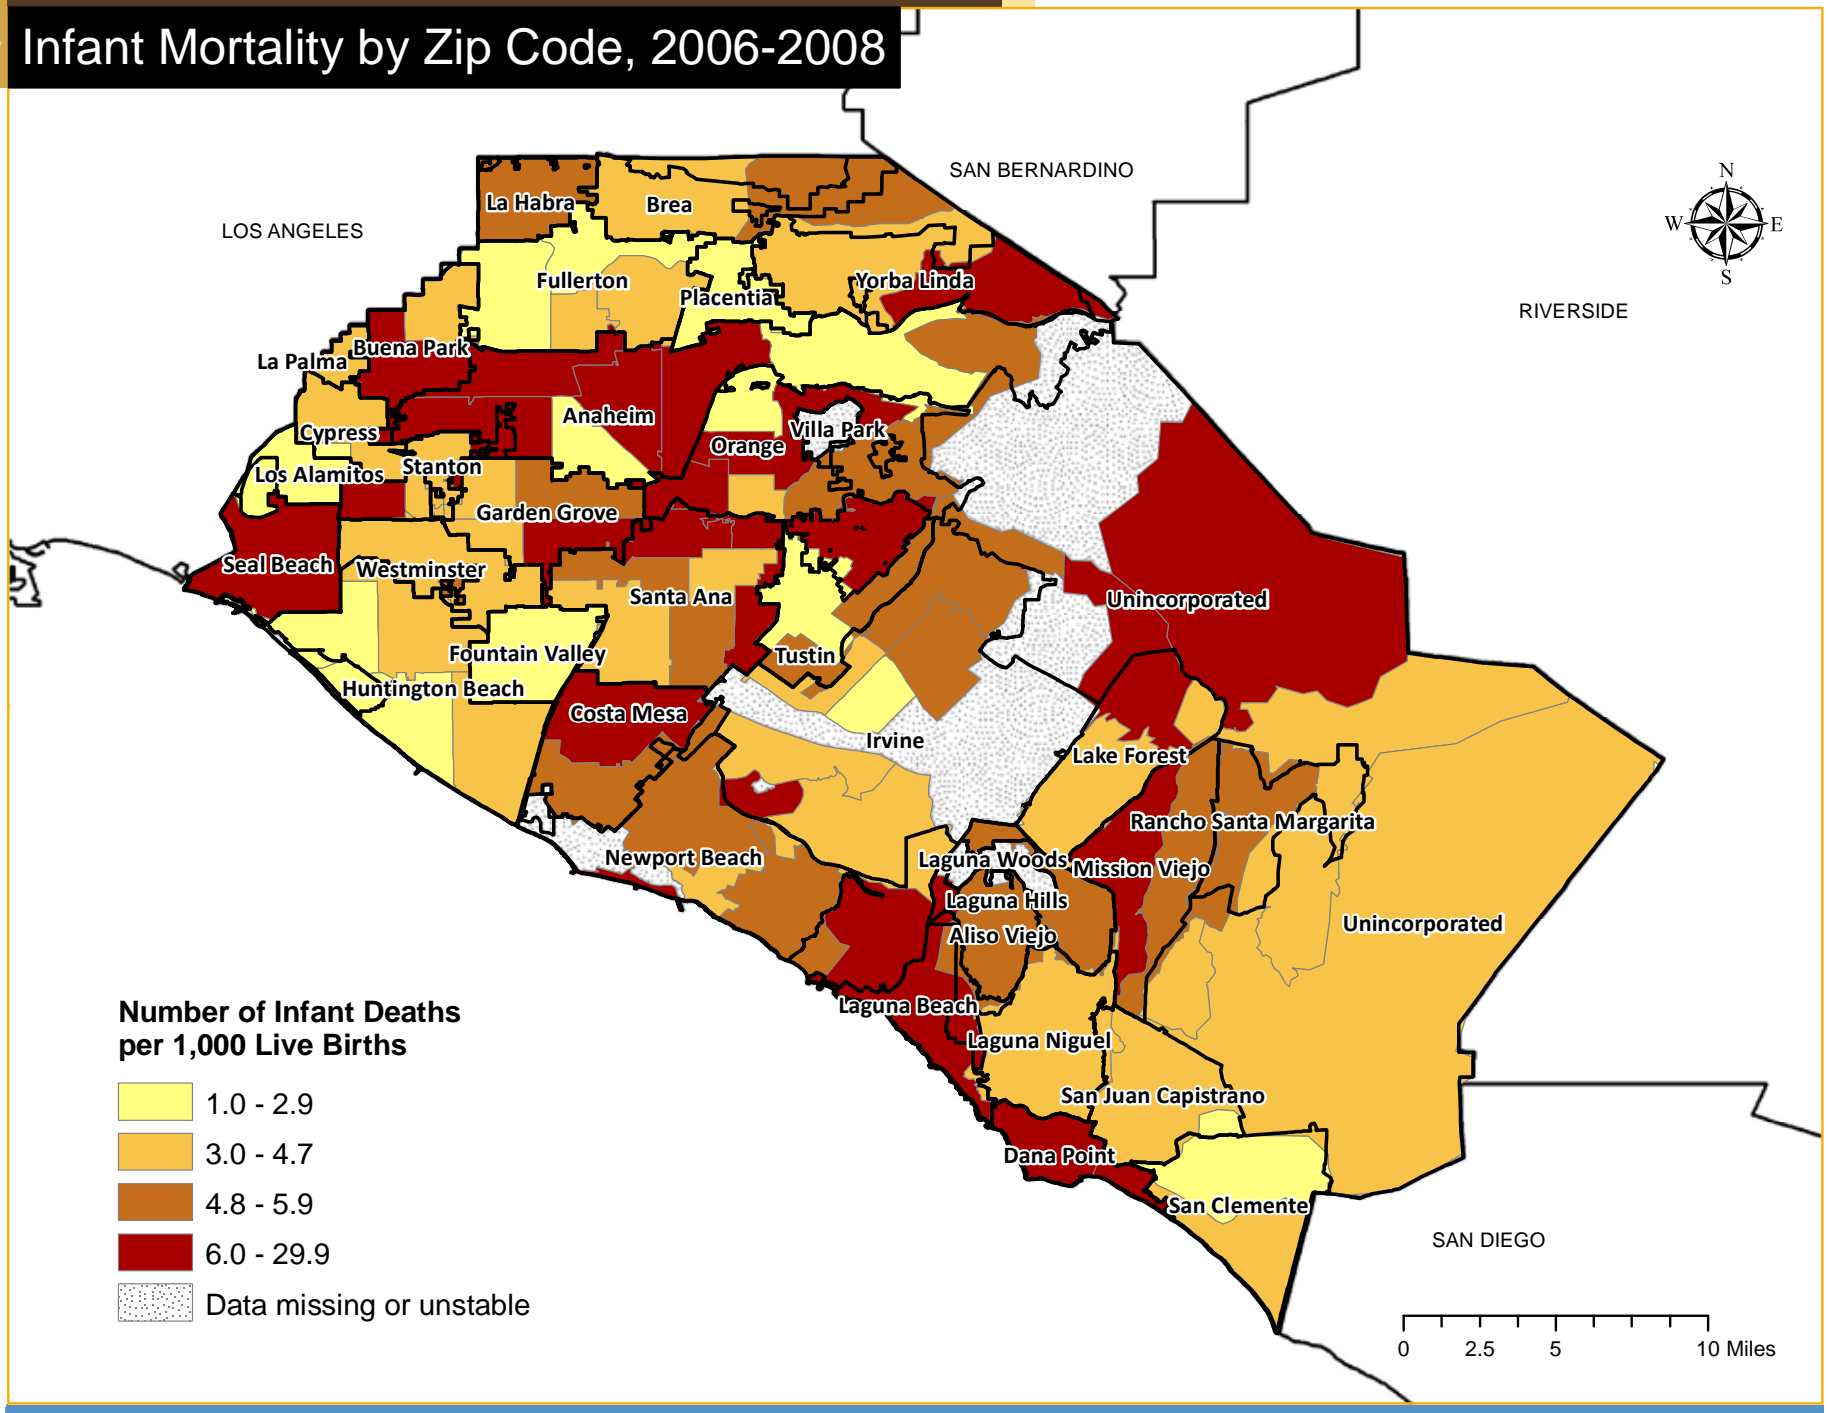 Infant Mortality by Zip Code, 2006-2008
SAN BERNARDINO
N
W E
S
LOS ANGELES
La Habra
Brea
Fullerton
Placentia
Yorba Linda
RIVERSIDE
La Palma
Buena Park
Anaheim
Cypress
Villa Park
Orange
Los Alamitos
Stanton
Garden Grove
Seal Beach
Westminster
Santa Ana
Unincorporated
Fountain Valley
Tustin
Huntington Beach
Costa Mesa
Irvine
Lake Forest
Rancho Santa Margarita
Newport Beach
Laguna Woods
Mission Viejo
Laguna Hills
Unincorporated
Aliso Viejo
Laguna Beach
Laguna Niguel
San Juan Capistrano
Dana Point
San Clemente
SAN DIEGO
Number of Infant Deaths
per 1,000 Live Births
1.0 - 2.9
3.0 - 4.7
4.8 - 5.9
6.0 - 29.9
Data missing or unstable
0 2.5 5 10 Miles